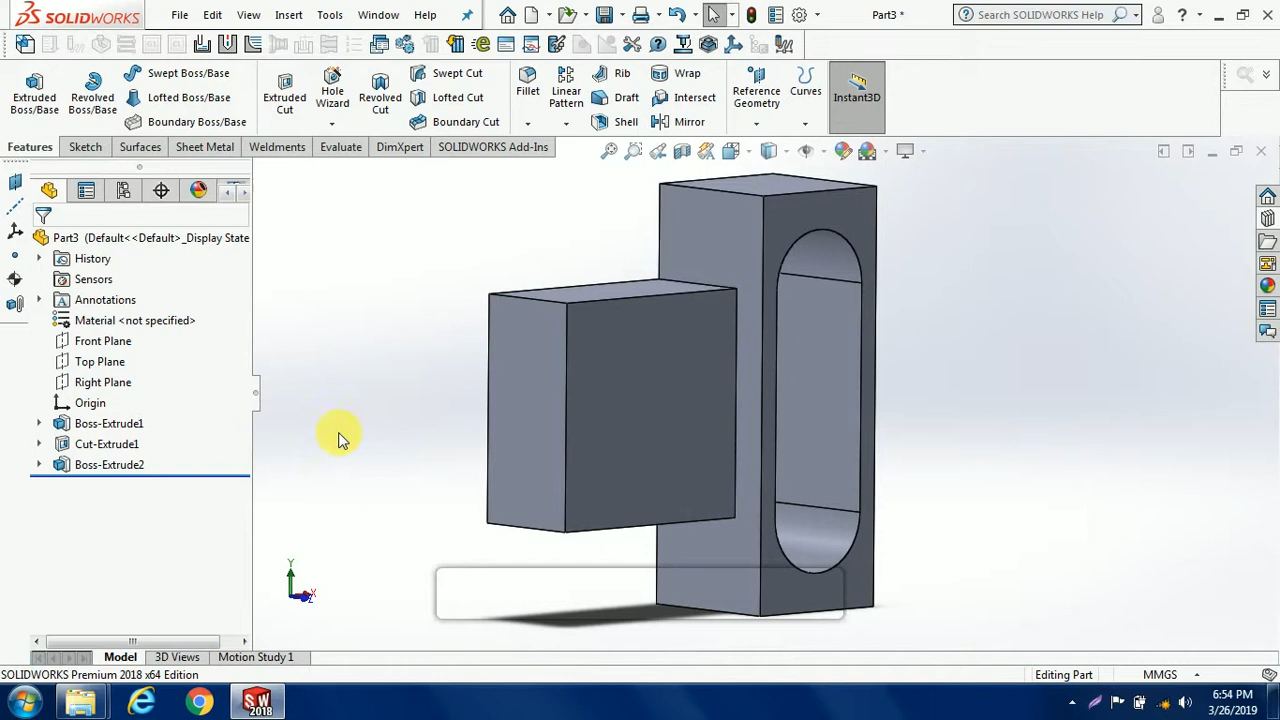 DS SOLIDWORKS
File Edit View Insert Tools Window Help
Part3 *
Search SOLIDWORKS Help
?
Extruded Boss/Base
Revolved Boss/Base
Swept Boss/Base
Lofted Boss/Base
Boundary Boss/Base
Extruded Cut
Hole Wizard
Revolved Cut
Swept Cut
Lofted Cut
Boundary Cut
Fillet
Linear Pattern
Rib
Draft
Shell
Wrap
Intersect
Mirror
Reference Geometry
Curves
Instant3D
Features Sketch Surfaces Sheet Metal Weldments Evaluate DimXpert SOLIDWORKS Add-Ins
Part3 (Default<<Default>_Display State
History
Sensors
Annotations
Material <not specified>
Front Plane
Top Plane
Right Plane
Origin
Boss-Extrude1
Cut-Extrude1
Boss-Extrude2
Y
X
Z
Model 3D Views Motion Study 1
SOLIDWORKS Premium 2018 x64 Edition
Editing Part
MMGS
SW 2018
6:54 PM
3/26/2019